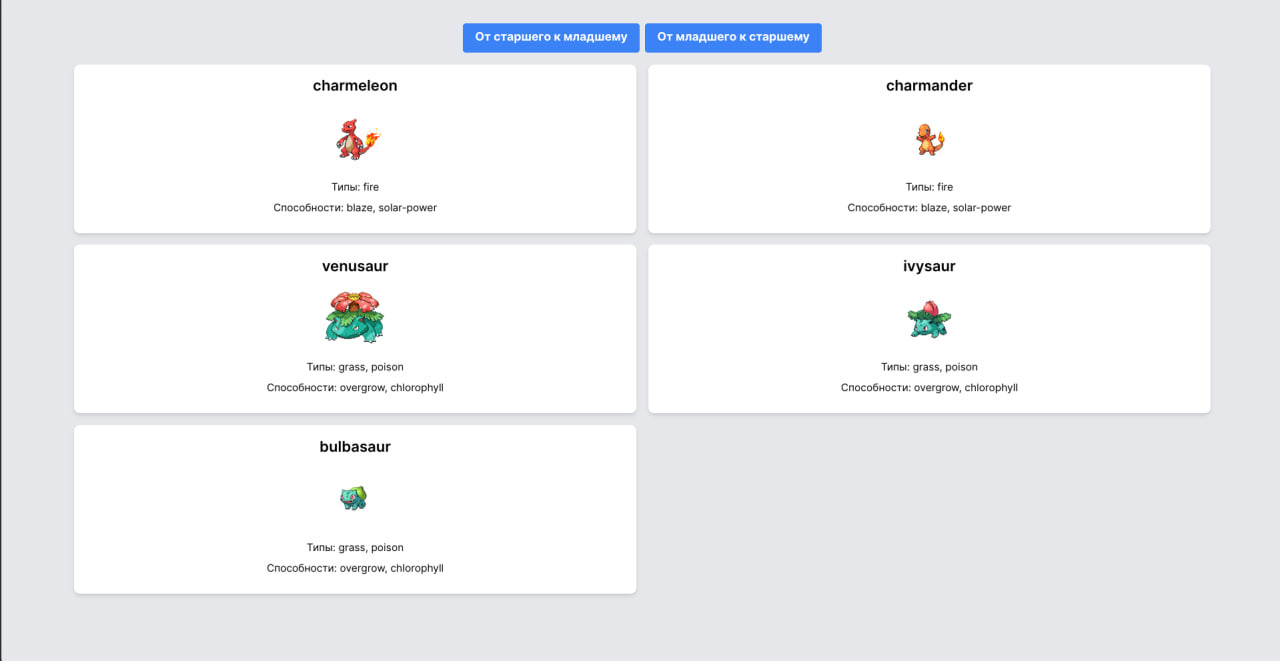 От старшего к младшему
От младшего к старшему
charmeleon
Типы: fire
Способности: blaze, solar-power
charmander
Типы: fire
Способности: blaze, solar-power
venusaur
Типы: grass, poison
Способности: overgrow, chlorophyll
ivysaur
Типы: grass, poison
Способности: overgrow, chlorophyll
bulbasaur
Типы: grass, poison
Способности: overgrow, chlorophyll